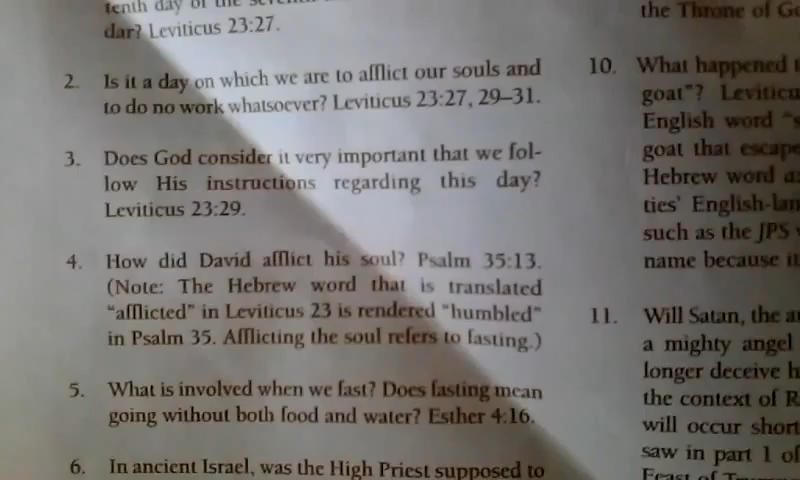 tenth day of the
dar? Leviticus 23:27.
2. Is it a day on which we are to afflict our souls and
to do no work whatsoever? Leviticus 23:27, 29–31.
3. Does God consider it very important that we fol-
low His instructions regarding this day?
Leviticus 23:29.
4. How did David afflict his soul? Psalm 35:13.
(Note: The Hebrew word that is translated
“afflicted” in Leviticus 23 is rendered “humbled”
in Psalm 35. Afflicting the soul refers to fasting.)
5. What is involved when we fast? Does fasting mean
going without both food and water? Esther 4:16.
6. In ancient Israel, was the High Priest supposed to
the Throne of
10. What happened
goat”? 
English word
goat that
Hebrew word
ties’
such as the JPS
name because
11. Will Satan, the
a mighty angel
longer deceive
the context of
will occur
saw in part 1 of
Feast of